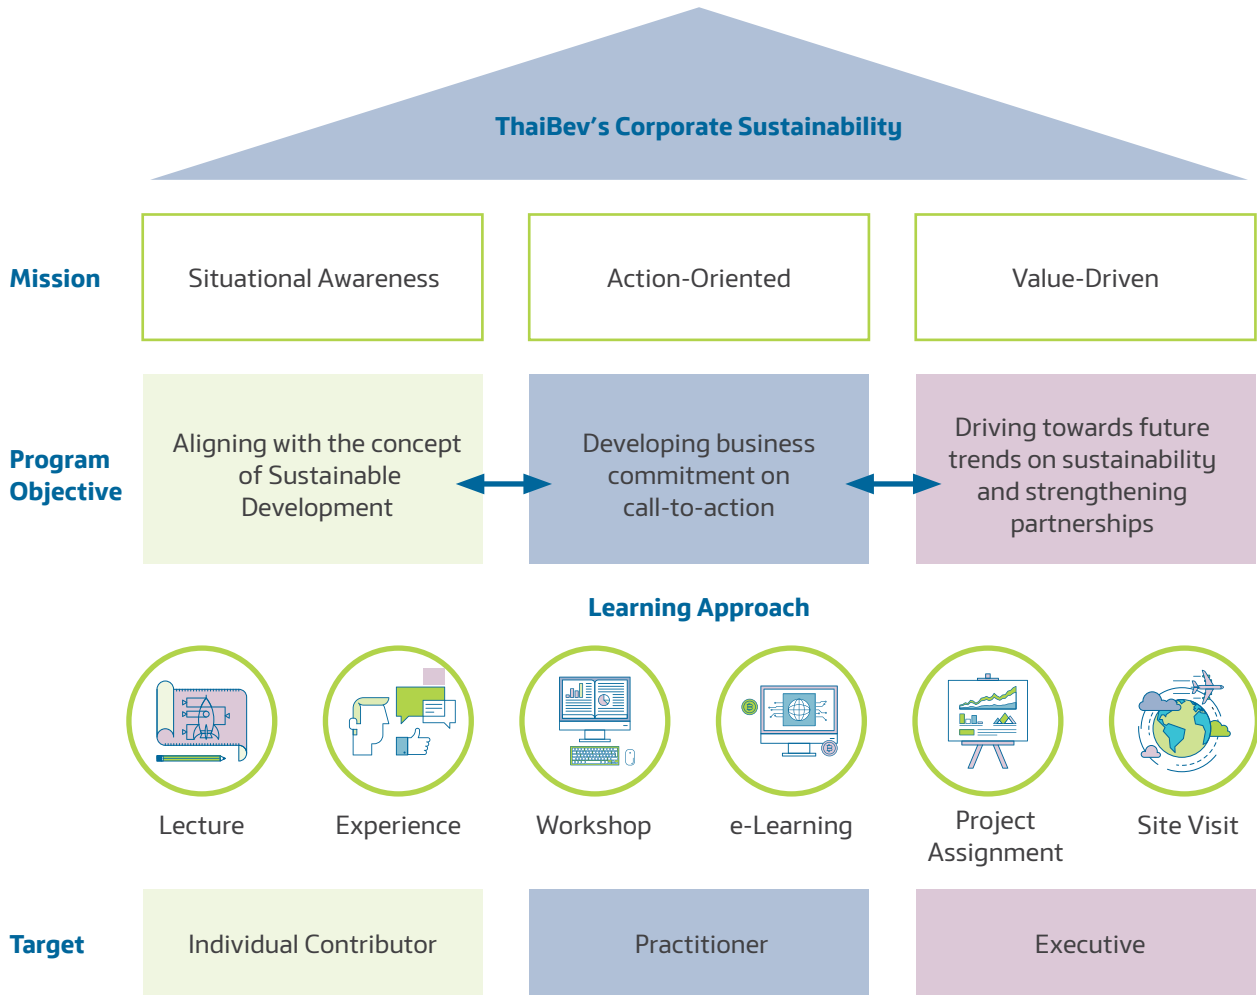 ThaiBev's Corporate Sustainability
Mission
Situational Awareness
Action-Oriented
Value-Driven
Program
Objective
Aligning with the concept
of Sustainable
Development
Developing business
commitment on
call-to-action
Driving towards future
trends on sustainability
and strengthening
partnerships
Learning Approach
Lecture
Experience
Workshop
e-Learning
Project
Assignment
Site Visit
Target
Individual Contributor
Practitioner
Executive